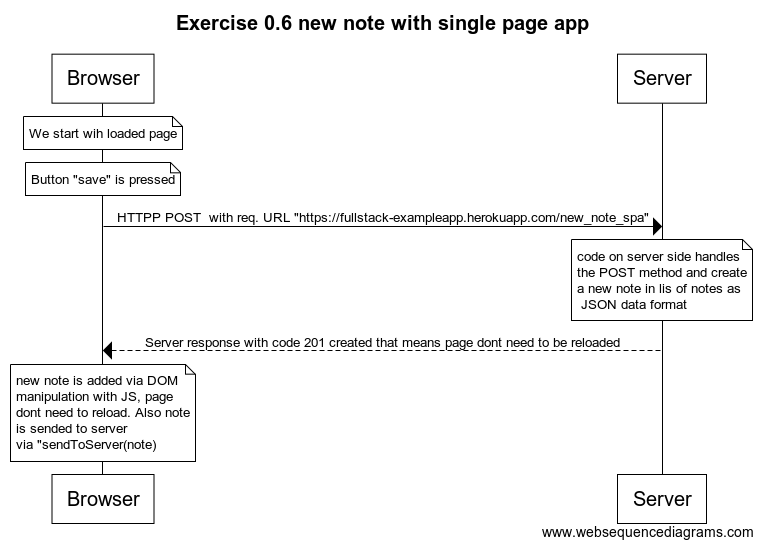 Exercise 0.6 new note with single page app
Browser
Server
We start wih loaded page
Button "save" is pressed
HTTPP POST  with req. URL "https://fullstack-exampleapp.herokuapp.com/new_note_spa"
code on server side handles
the POST method and create
a new note in lis of notes as
JSON data format
Server response with code 201 created that means page dont need to be reloaded
new note is added via DOM
manipulation with JS, page
dont need to reload. Also note
is sended to server
via "sendToServer(note)
Browser
Server
www.websequencediagrams.com